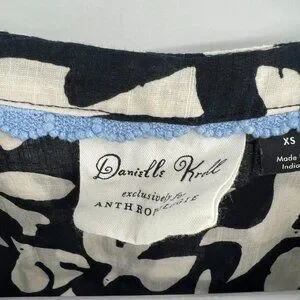 Danielle Kroll
exclusively for
ANTHROPOLOGIE
XS
Made
India